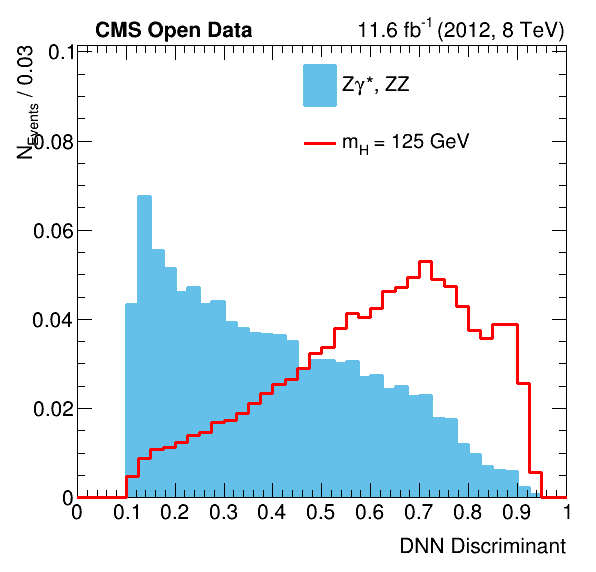 CMS Open Data
11.6 fb⁻¹ (2012, 8 TeV)
N_Events / 0.03
0.1
0.08
0.06
0.04
0.02
0
Zγ*, ZZ
m_H = 125 GeV
0 0.1 0.2 0.3 0.4 0.5 0.6 0.7 0.8 0.9 1
DNN Discriminant